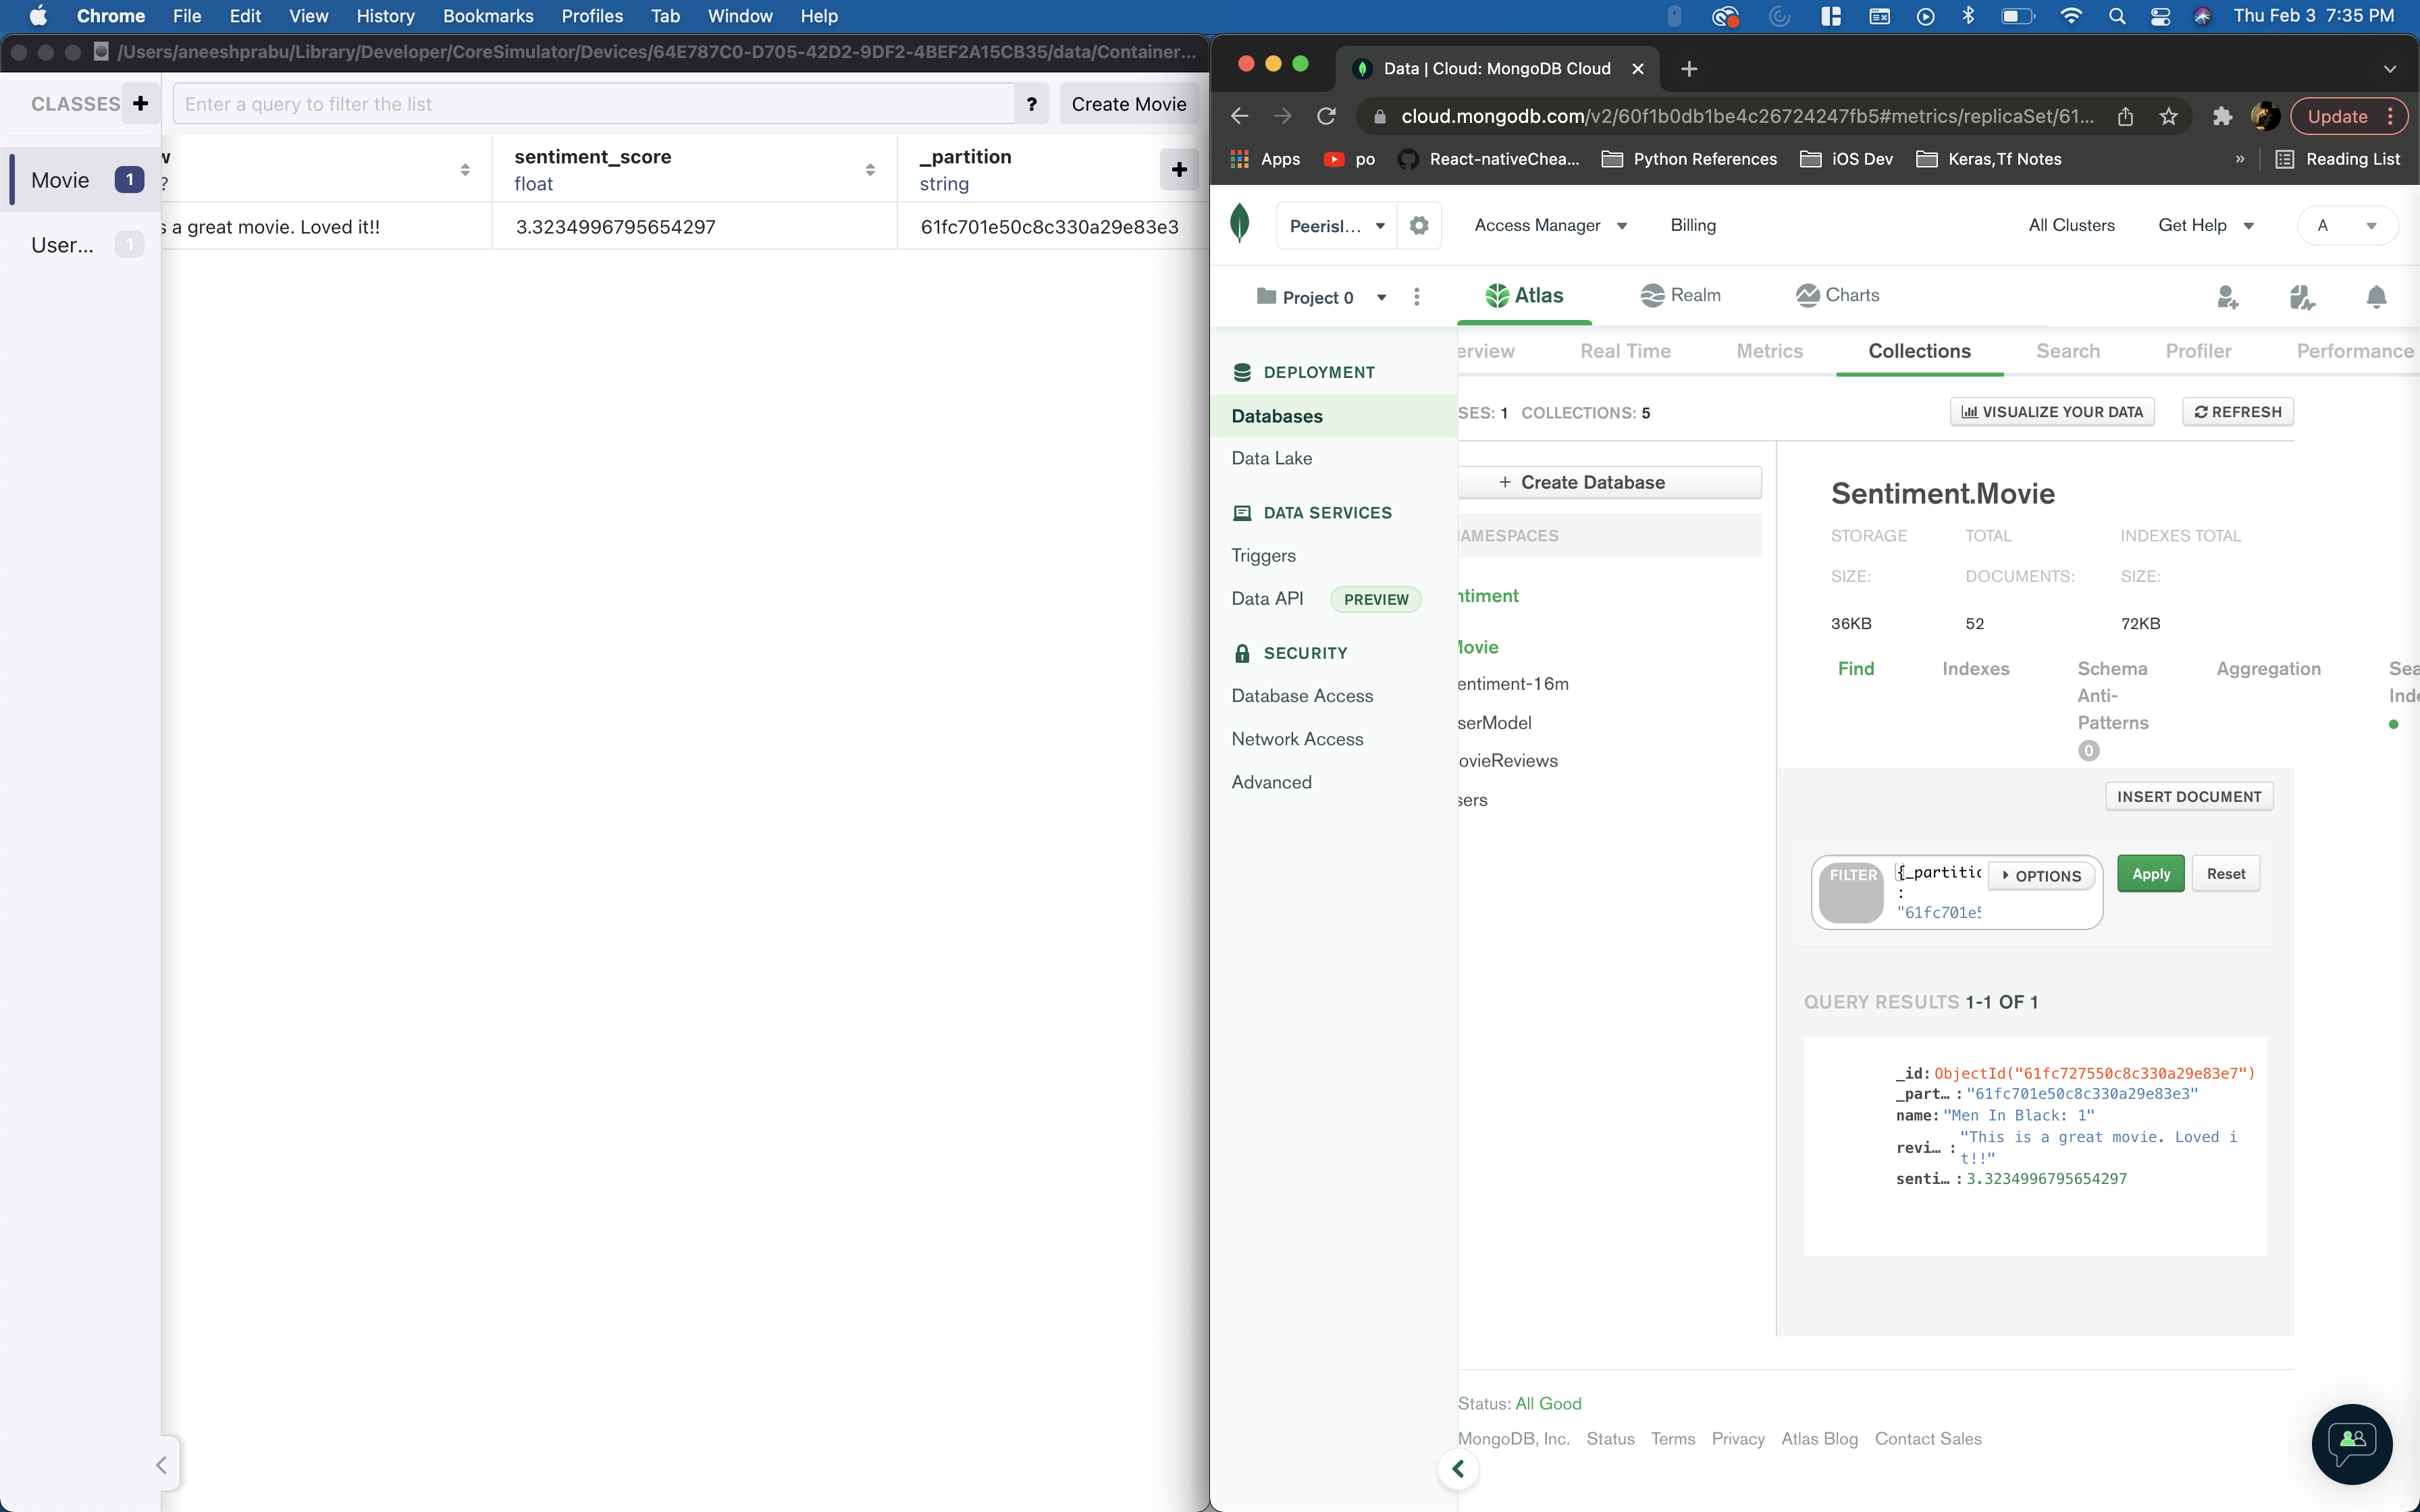 Chrome File Edit View History Bookmarks Profiles Tab Window Help Thu Feb 3 7:35 PM
/Users/aneeshprabu/Library/Developer/CoreSimulator/Devices/64E787C0-D705-42D2-9DF2-4BEF2A15CB35/data/Container...
CLASSES
Enter a query to filter the list
?
Create Movie
Movie 1
User... 1
w
?
sentiment_score
float
_partition
string
s a great movie. Loved it!!
3.3234996795654297
61fc701e50c8c330a29e83e3
Data | Cloud: MongoDB Cloud
cloud.mongodb.com/v2/60f1b0db1be4c26724247fb5#metrics/replicaSet/61...
Update
Apps po React-nativeChea... Python References iOS Dev Keras,Tf Notes » Reading List
Peerisl... Access Manager Billing All Clusters Get Help A
Project 0 Atlas Realm Charts
DEPLOYMENT
Databases
Data Lake
DATA SERVICES
Triggers
Data API PREVIEW
SECURITY
Database Access
Network Access
Advanced
erview Real Time Metrics Collections Search Profiler Performance
SES: 1 COLLECTIONS: 5
VISUALIZE YOUR DATA
REFRESH
+ Create Database
NAMESPACES
ntiment
Movie
entiment-16m
serModel
ovieReviews
sers
Sentiment.Movie
STORAGE SIZE: 36KB
TOTAL DOCUMENTS: 52
INDEXES TOTAL SIZE: 72KB
Find
Indexes
Schema
Anti-
Patterns
0
Aggregation
Sea
Inde
INSERT DOCUMENT
FILTER
{_partitic
:
"61fc701e5
OPTIONS
Apply
Reset
QUERY RESULTS 1-1 OF 1
_id: ObjectId("61fc727550c8c330a29e83e7")
_part… : "61fc701e50c8c330a29e83e3"
name: "Men In Black: 1"
revi… : "This is a great movie. Loved i
t!!"
senti… : 3.3234996795654297
Status: All Good
MongoDB, Inc. Status Terms Privacy Atlas Blog Contact Sales